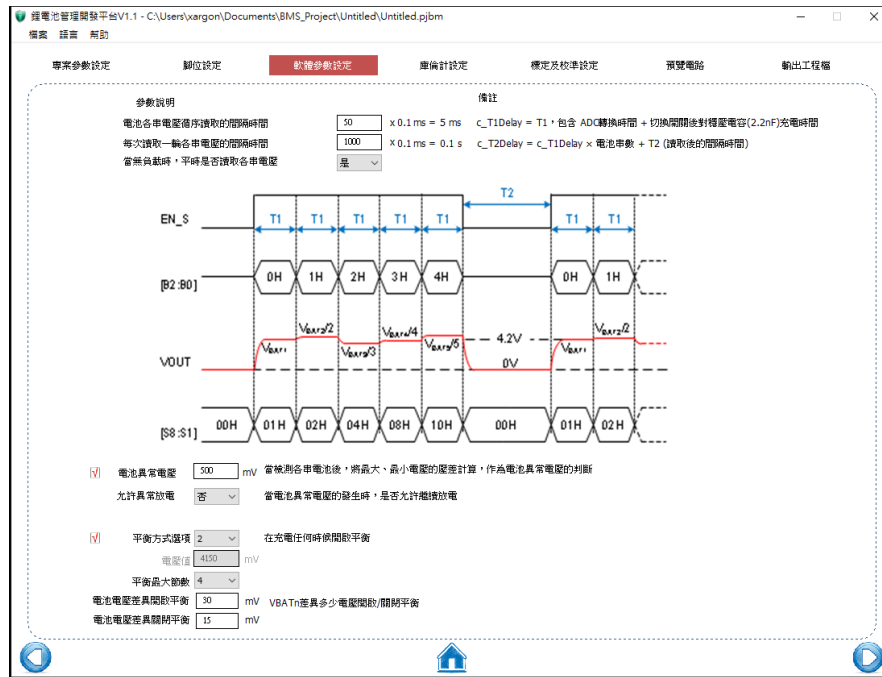 鋰電池管理開發平台V1.1 - C:\Users\xargon\Documents\BMS_Project\Untitled\Untitled.pjbm
檔案 語言 幫助
專案參數設定 腳位設定 軟體參數設定 庫倫計設定 標定及校準設定 預覽電路 輸出工程檔
參數說明 備註
電池各串電壓循序讀取的間隔時間 50 x 0.1 ms = 5 ms c_T1Delay = T1,包含 ADC轉換時間 + 切換開關後對穩壓電容(2.2nF)充電時間
每次讀取一輪各串電壓的間隔時間 1000 x 0.1 ms = 0.1 s c_T2Delay = c_T1Delay × 電池串數 + T2 (讀取後的間隔時間)
當無負載時,平時是否讀取各串電壓 是
T2
EN_S T1 T1 T1 T1 T1 T1 T1
[B2:B0] 0H 1H 2H 3H 4H 0H 1H
VOUT VBAT1 VBAT2/2 VBAT3/3 VBAT4/4 VBAT5/5 4.2V 0V VBAT1 VBAT2/2
[S8:S1] 00H 01H 02H 04H 08H 10H 00H 01H 02H
電池異常電壓 500 mV 當檢測各串電池後,將最大、最小電壓的壓差計算,作為電池異常電壓的判斷
允許異常放電 否 當電池異常電壓的發生時,是否允許繼續放電
平衡方式選項 2 在充電任何時候開啟平衡
電壓值 4150 mV
平衡最大節數 4
電池電壓差異開啟平衡 30 mV VBATn差異多少電壓開啟/關閉平衡
電池電壓差異關閉平衡 15 mV